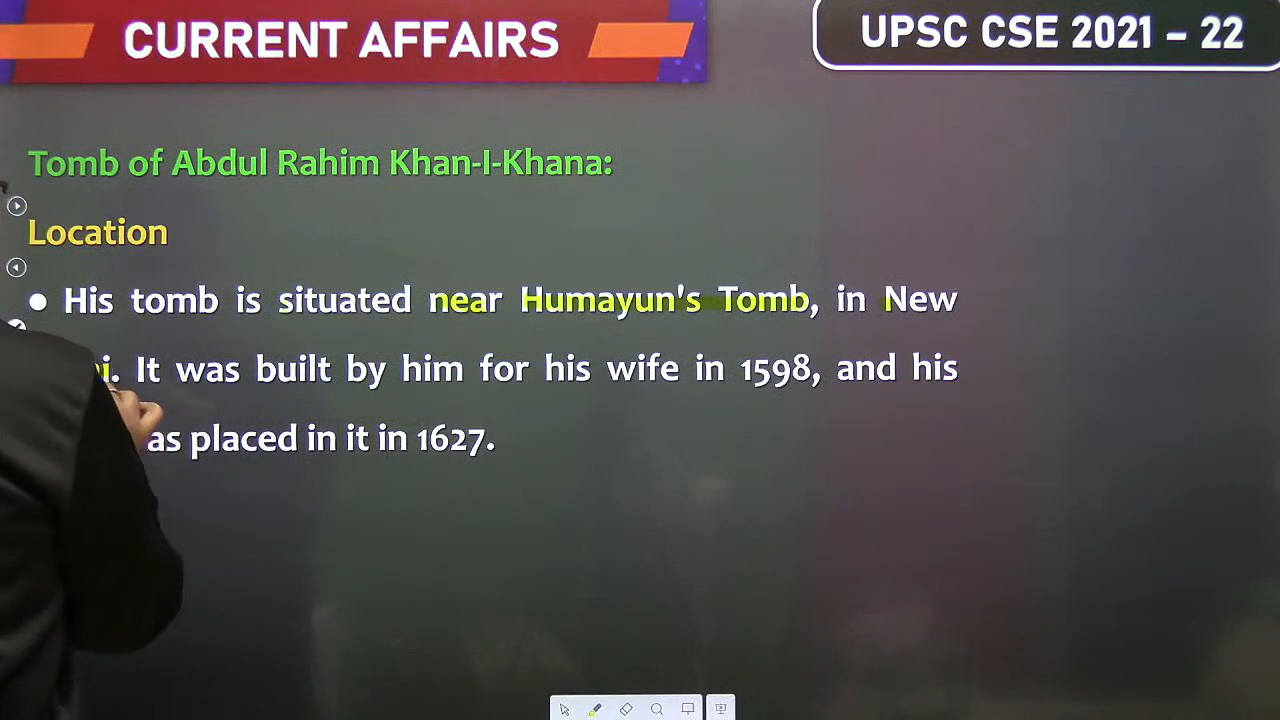 CURRENT AFFAIRS
UPSC CSE 2021 – 22
Tomb of Abdul Rahim Khan-I-Khana:
Location
● His tomb is situated near Humayun's Tomb, in New
i. It was built by him for his wife in 1598, and his
as placed in it in 1627.